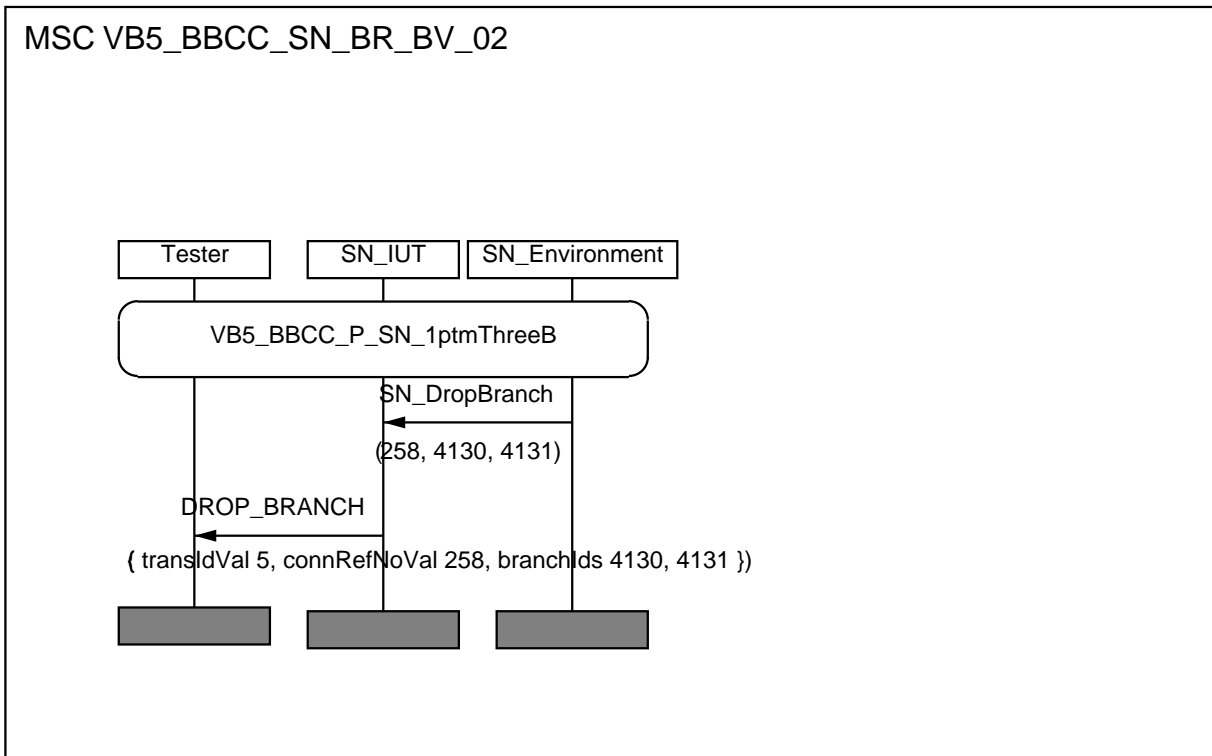 MSC VB5_BBCC_SN_BR_BV_02
Tester SN_IUT SN_Environment
VB5_BBCC_P_SN_1ptmThreeB
SN_DropBranch
(258, 4130, 4131)
DROP_BRANCH
( { transIdVal 5, connRefNoVal 258, branchIds 4130, 4131 })